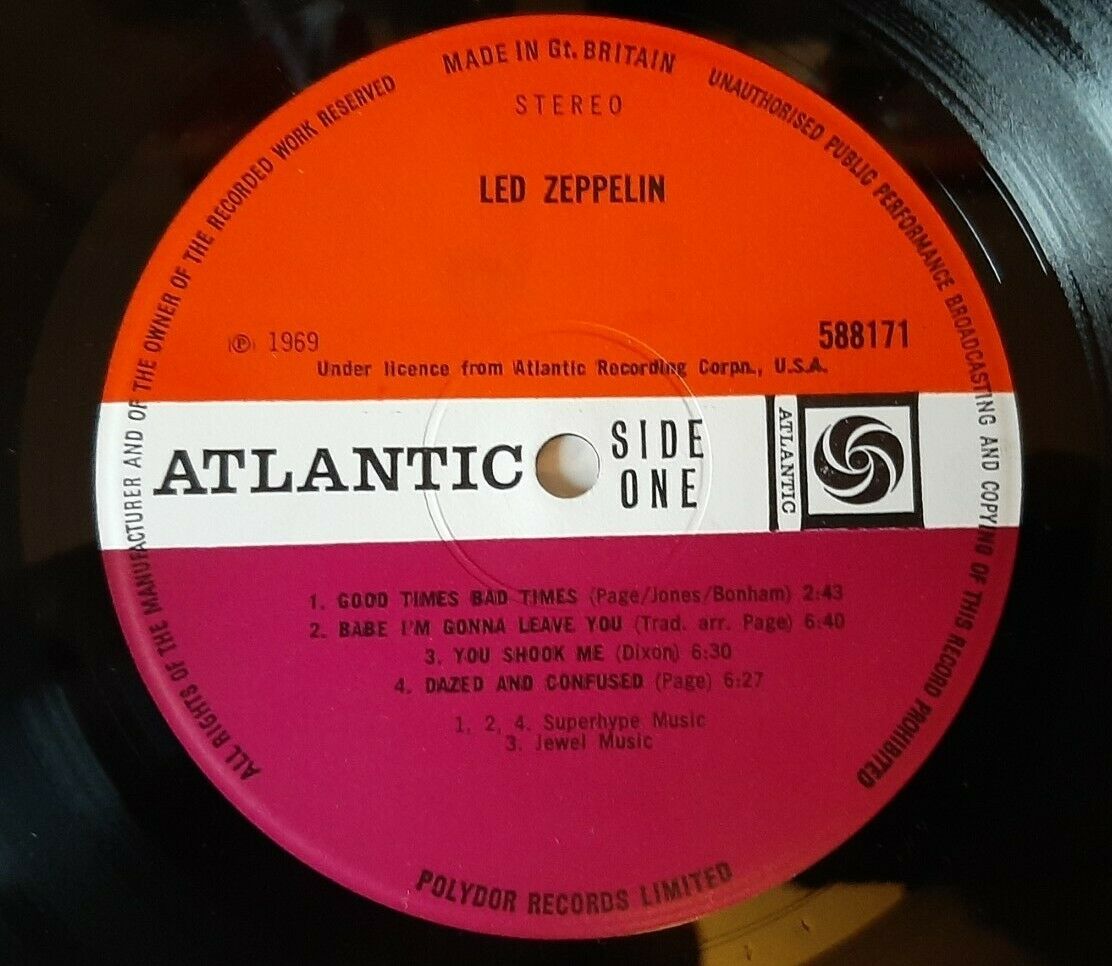 MADE IN Gt. BRITAIN
UNAUTHORISED PUBLIC PERFORMANCE BROADCASTING AND COPYING OF THIS RECORD PROHIBITED
ALL RIGHTS OF THE MANUFACTURER AND OF THE OWNER OF THE RECORDED WORK RESERVED
STEREO
LED ZEPPELIN
℗ 1969
588171
Under licence from Atlantic Recording Corpn., U.S.A.
ATLANTIC
SIDE
ONE
ATLANTIC
1. GOOD TIMES BAD TIMES (Page/Jones/Bonham) 2:43
2. BABE I'M GONNA LEAVE YOU (Trad. arr. Page) 6:40
3. YOU SHOOK ME (Dixon) 6:30
4. DAZED AND CONFUSED (Page) 6:27
1, 2, 4. Superhype Music
3. Jewel Music
POLYDOR RECORDS LIMITED